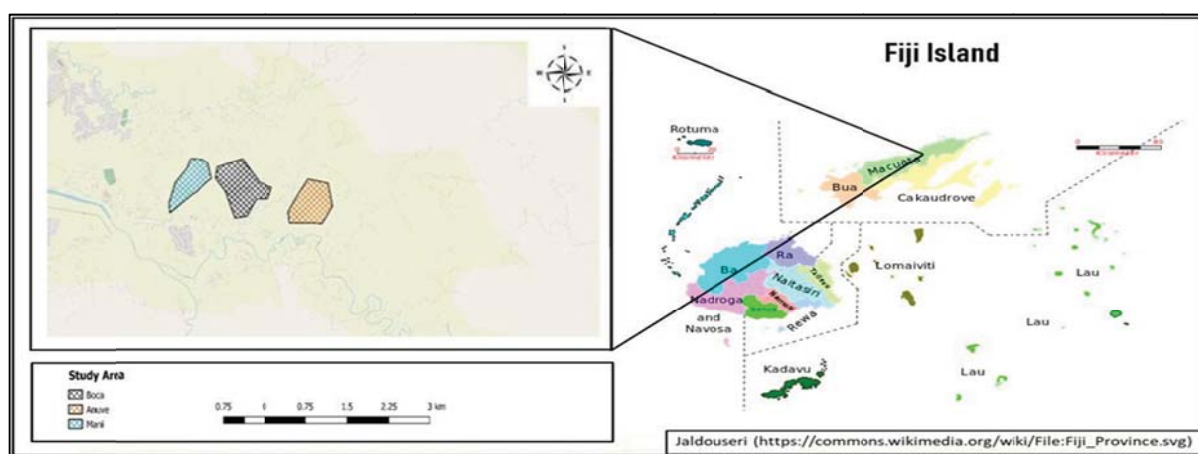 Fiji Island
N
W E
S
Rotuma
Macuata
Bua
Cakaudrove
Ra
Ba
Naitasiri
Lomaiviti
Lau
Nadroga
and
Navosa
Rewa
Lau
Lau
Kadavu
Study Area
Boca
Anuve
Mani
0.75 0 0.75 1.5 2.25 3 km
Jaldouseri (https://commons.wikimedia.org/wiki/File:Fiji_Province.svg)